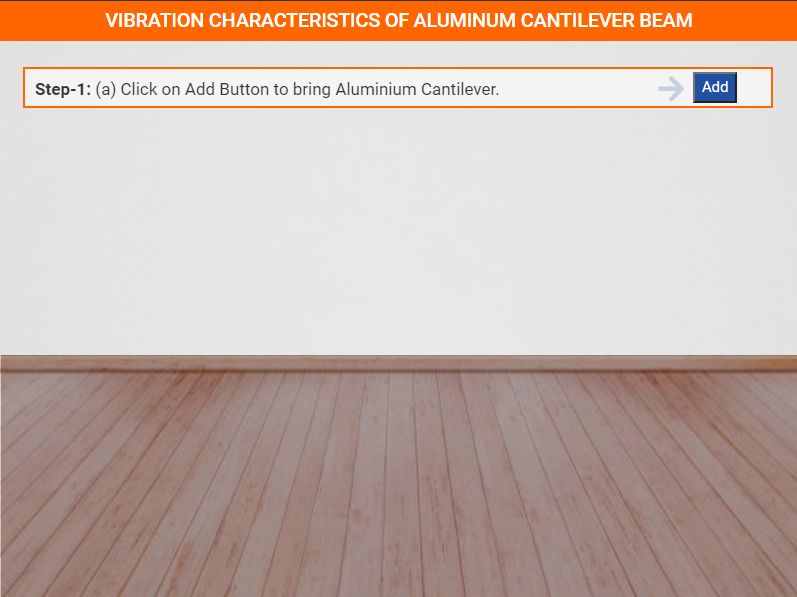 VIBRATION CHARACTERISTICS OF ALUMINUM CANTILEVER BEAM
Step-1: (a) Click on Add Button to bring Aluminium Cantilever.
Add